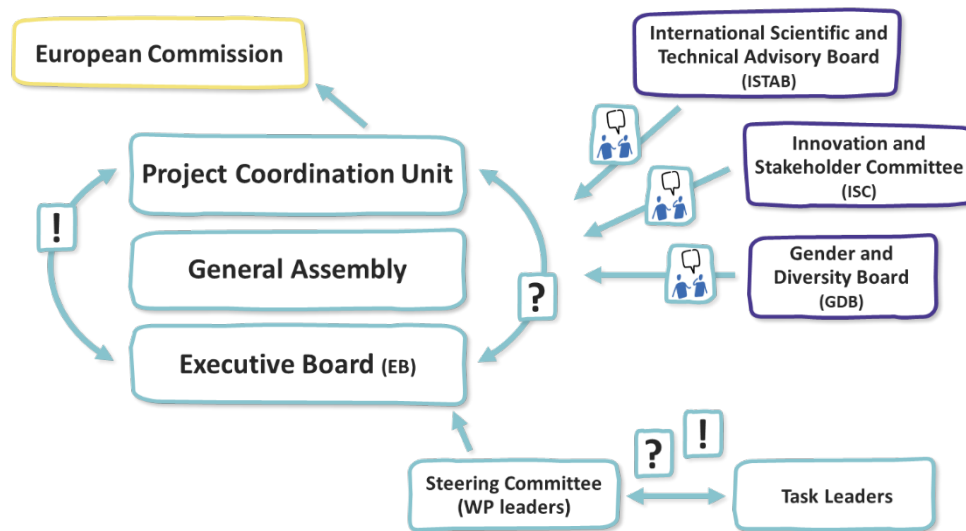 European Commission
International Scientific and
Technical Advisory Board
(ISTAB)
Project Coordination Unit
Innovation and
Stakeholder Committee
(ISC)
!
General Assembly
Gender and
Diversity Board
(GDB)
?
Executive Board (EB)
?
!
Steering Committee
(WP leaders)
Task Leaders